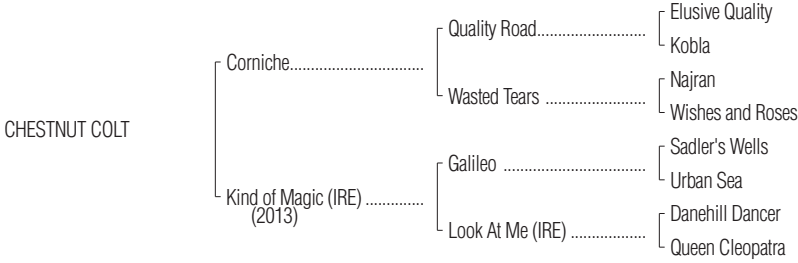 Elusive Quality
Quality Road.........................
Kobla
Corniche................................
Najran
Wasted Tears ........................
Wishes and Roses
CHESTNUT COLT
Sadler's Wells
Galileo ..................................
Urban Sea
Kind of Magic (IRE) ..............
(2013)
Danehill Dancer
Look At Me (IRE) ..................
Queen Cleopatra